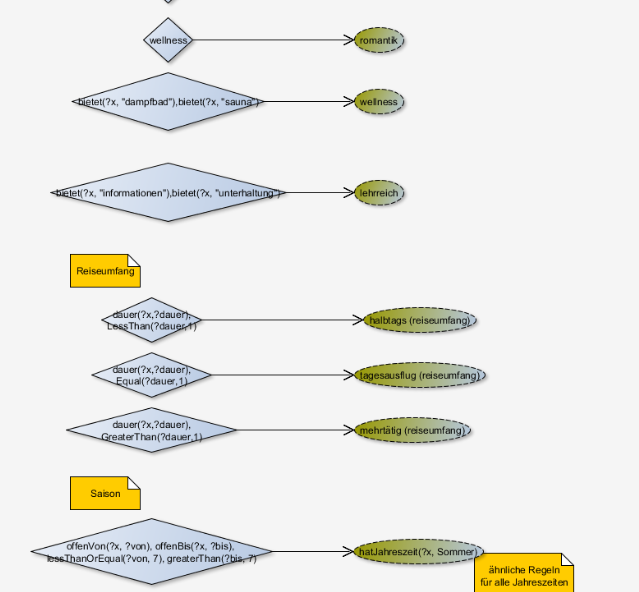 wellness
romantik
bietet(?x, "dampfbad"),bietet(?x, "sauna")
wellness
bietet(?x, "informationen"),bietet(?x, "unterhaltung")
lehrreich
Reiseumfang
dauer(?x,?dauer),
LessThan(?dauer,1)
halbtags (reiseumfang)
dauer(?x,?dauer),
Equal(?dauer,1)
tagesausflug (reiseumfang)
dauer(?x,?dauer),
GreaterThan(?dauer,1)
mehrtätig (reiseumfang)
Saison
offenVon(?x, ?von), offenBis(?x, ?bis),
lessThanOrEqual(?von, 7), greaterThan(?bis, 7)
hatJahreszeit(?x, Sommer)
ähnliche Regeln
für alle Jahreszeiten